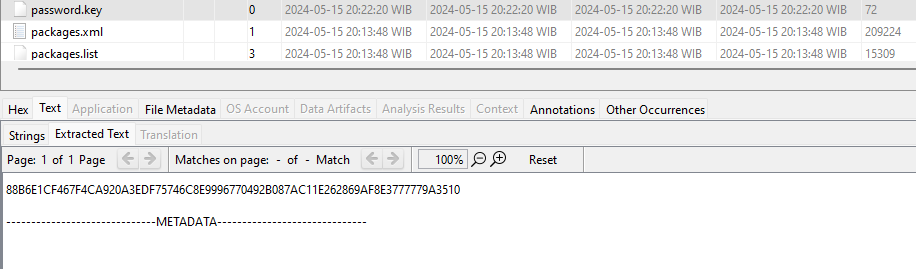 password.key 0 2024-05-15 20:22:20 WIB 2024-05-15 20:22:20 WIB 2024-05-15 20:22:20 WIB 2024-05-15 20:22:20 WIB 72
packages.xml 1 2024-05-15 20:13:48 WIB 2024-05-15 20:13:48 WIB 2024-05-15 20:13:48 WIB 2024-05-15 20:13:48 WIB 209224
packages.list 3 2024-05-15 20:13:48 WIB 2024-05-15 20:13:48 WIB 2024-05-15 20:13:48 WIB 2024-05-15 20:13:48 WIB 15309
Hex Text Application File Metadata OS Account Data Artifacts Analysis Results Context Annotations Other Occurrences
Strings Extracted Text Translation
Page: 1 of 1 Page Matches on page: - of - Match 100% Reset
88B6E1CF467F4CA920A3EDF75746C8E9996770492B087AC11E262869AF8E3777779A3510
------------------------------METADATA------------------------------